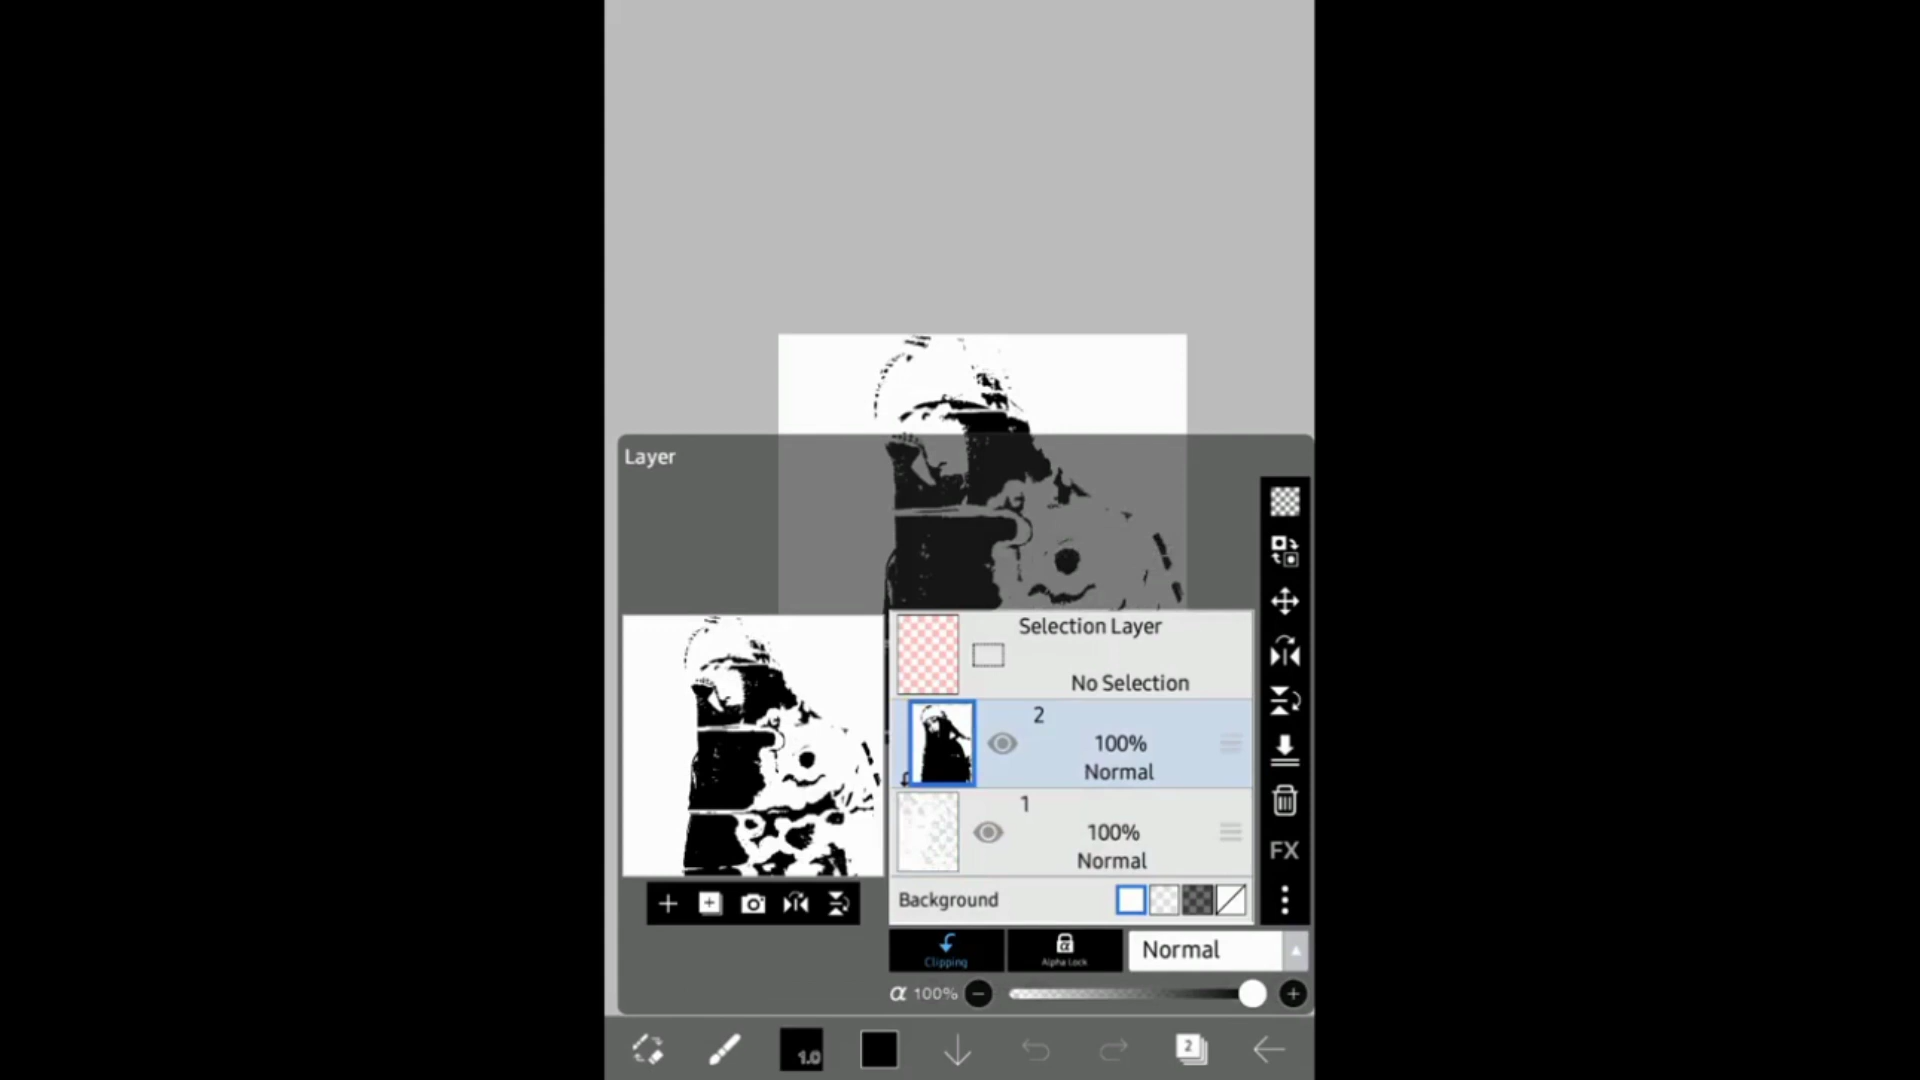 Layer
Selection Layer
No Selection
2
100%
Normal
1
100%
Normal
FX
Background
Clipping
Alpha Lock
Normal
α 100%
1.0
2